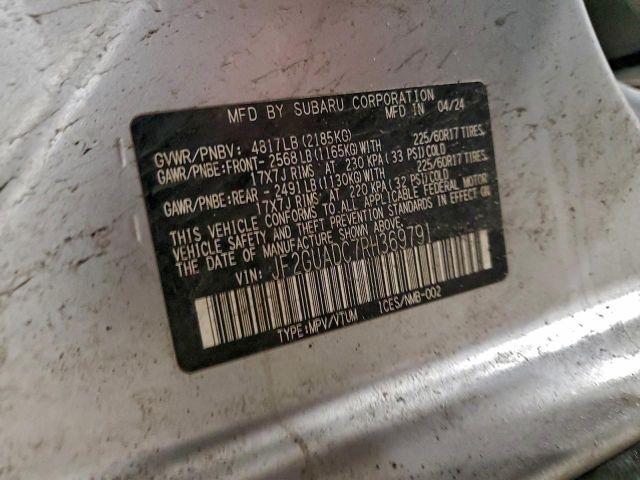 MFD BY SUBARU CORPORATION
MFD IN 04/24
GVWR/PNBV: 4817LB (2185KG)
GAWR/PNBE:FRONT- 2568LB(1165KG)WITH 225/60R17 TIRES,
17X7J RIMS, AT 230 KPA(33 PSI)COLD
GAWR/PNBE:REAR - 2491LB(1130KG)WITH 225/60R17 TIRES,
17X7J RIMS, AT 220 KPA(32 PSI)COLD
THIS VEHICLE CONFORMS TO ALL APPLICABLE FEDERAL MOTOR
VEHICLE SAFETY AND THEFT PREVENTION STANDARDS IN EFFECT ON
THE DATE OF MANUFACTURE SHOWN ABOVE.
VIN: JF2GUADC7RH369791
TYPE:MPV/VTUM ICES/NMB-002